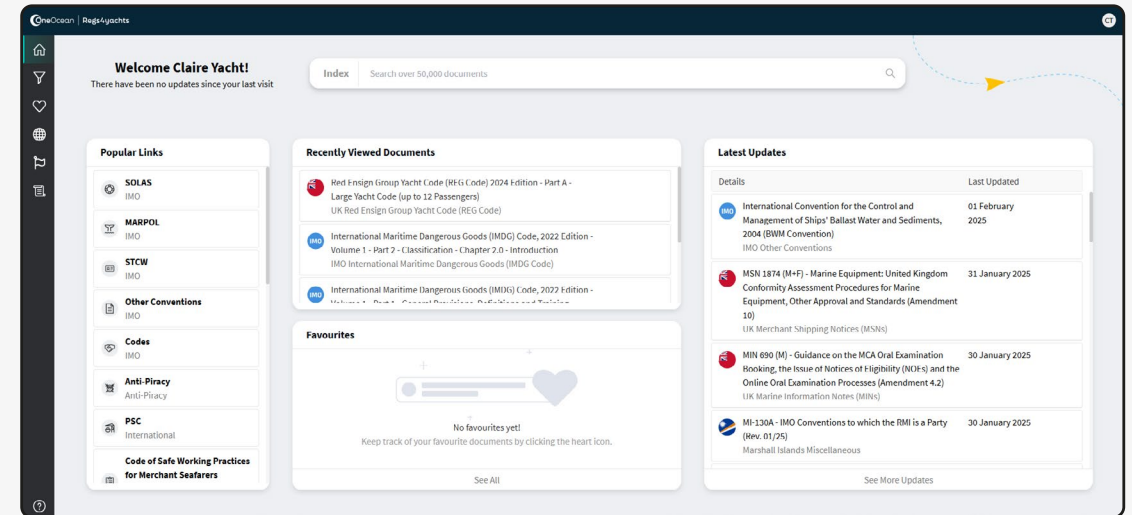 OneOcean | Regs4yachts
CT
Welcome Claire Yacht!
There have been no updates since your last visit
Index Search over 50,000 documents
Popular Links
SOLAS
IMO
MARPOL
IMO
STCW
IMO
Other Conventions
IMO
Codes
IMO
Anti-Piracy
Anti-Piracy
PSC
International
Code of Safe Working Practices
for Merchant Seafarers
Recently Viewed Documents
Red Ensign Group Yacht Code (REG Code) 2024 Edition - Part A -
Large Yacht Code (up to 12 Passengers)
UK Red Ensign Group Yacht Code (REG Code)
IMO
International Maritime Dangerous Goods (IMDG) Code, 2022 Edition -
Volume 1 - Part 2 - Classification - Chapter 2.0 - Introduction
IMO International Maritime Dangerous Goods (IMDG Code)
IMO
International Maritime Dangerous Goods (IMDG) Code, 2022 Edition -
Volume 1 - Part 1 - General Provisions, Definitions and Training
Favourites
No favourites yet!
Keep track of your favourite documents by clicking the heart icon.
See All
Latest Updates
Details Last Updated
IMO
International Convention for the Control and 01 February
Management of Ships' Ballast Water and Sediments, 2025
2004 (BWM Convention)
IMO Other Conventions
MSN 1874 (M+F) - Marine Equipment: United Kingdom 31 January 2025
Conformity Assessment Procedures for Marine
Equipment, Other Approval and Standards (Amendment
10)
UK Merchant Shipping Notices (MSNs)
MIN 690 (M) - Guidance on the MCA Oral Examination 30 January 2025
Booking, the Issue of Notices of Eligibility (NOEs) and the
Online Oral Examination Processes (Amendment 4.2)
UK Marine Information Notes (MINs)
MI-130A - IMO Conventions to which the RMI is a Party 30 January 2025
(Rev. 01/25)
Marshall Islands Miscellaneous
See More Updates